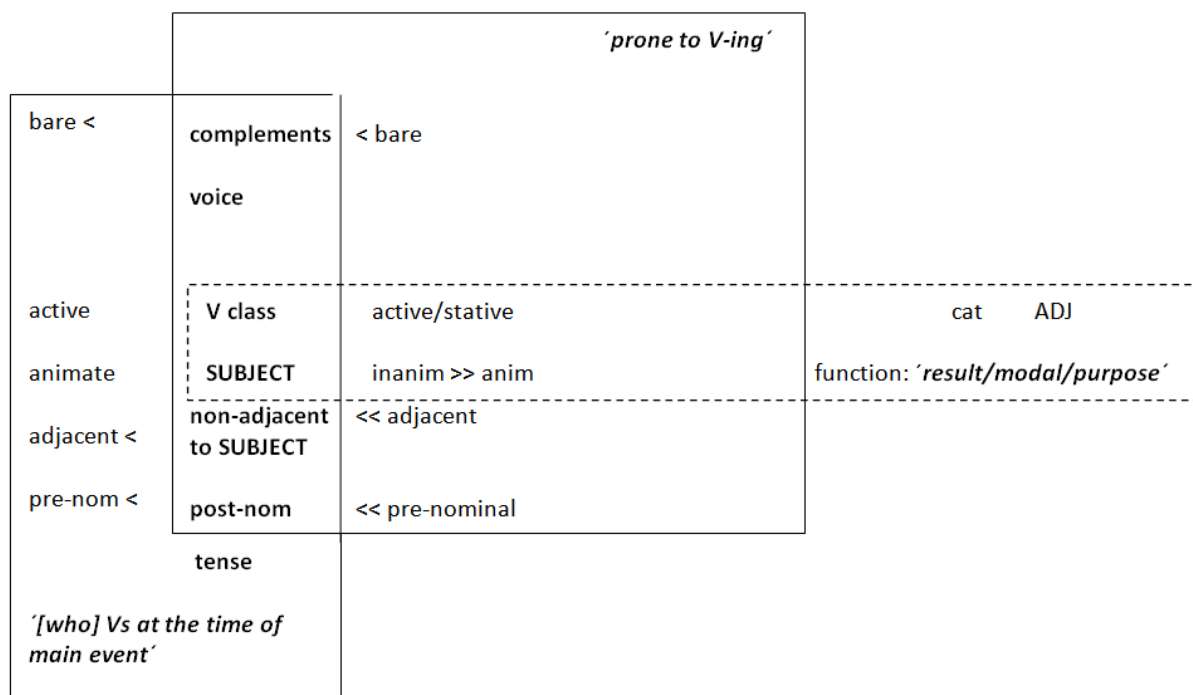 ´prone to V-ing´
bare < complements < bare
voice
active V class active/stative cat ADJ
animate SUBJECT inanim >> anim function: ´result/modal/purpose´
adjacent < non-adjacent to SUBJECT << adjacent
pre-nom < post-nom << pre-nominal
tense
´[who] Vs at the time of
main event´